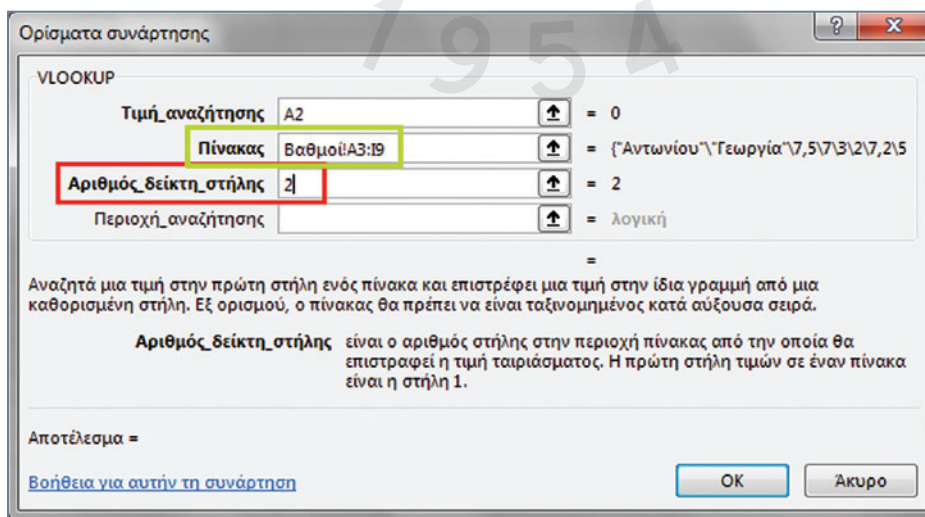 1954
Ορίσματα συνάρτησης
VLOOKUP
Τιμή_αναζήτησης A2 = 0
Πίνακας Βαθμοί!A3:I9 = {"Αντωνίου"\"Γεωργία"\7,5\7\3\2\7,2\5
Αριθμός_δείκτη_στήλης 2 = 2
Περιοχή_αναζήτησης = λογική
=
Αναζητά μια τιμή στην πρώτη στήλη ενός πίνακα και επιστρέφει μια τιμή στην ίδια γραμμή από μια
καθορισμένη στήλη. Εξ ορισμού, ο πίνακας θα πρέπει να είναι ταξινομημένος κατά αύξουσα σειρά.
Αριθμός_δείκτη_στήλης είναι ο αριθμός στήλης στην περιοχή πίνακας από την οποία θα
επιστραφεί η τιμή ταιριάσματος. Η πρώτη στήλη τιμών σε έναν πίνακα
είναι η στήλη 1.
Αποτέλεσμα =
Βοήθεια για αυτήν τη συνάρτηση
OK Άκυρο